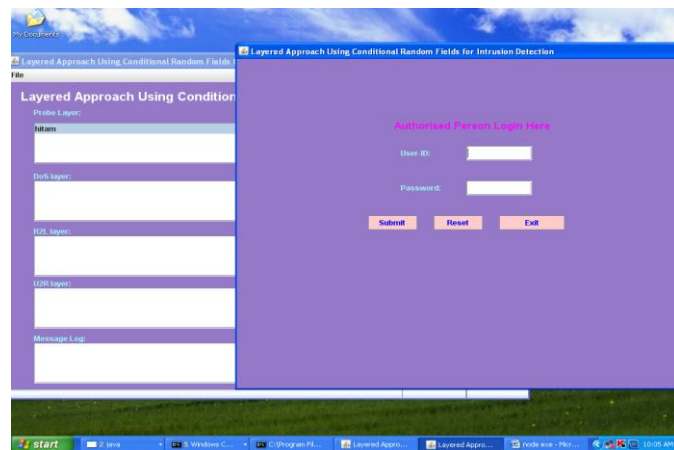 My Documents
Layered Approach Using Conditional Random Fields
File
Layered Approach Using Condition
Probe Layer:
hitam
DoS layer:
R2L layer:
U2R layer:
Message Log:
Layered Approach Using Conditional Random Fields for Intrusion Detection
Authorised Person Login Here
User-ID:
Password:
Submit Reset Exit
start
2 java
5 Windows C...
C:\Program Fil...
Layered Appro...
Layered Appro...
node exe - Micr...
10:05 AM